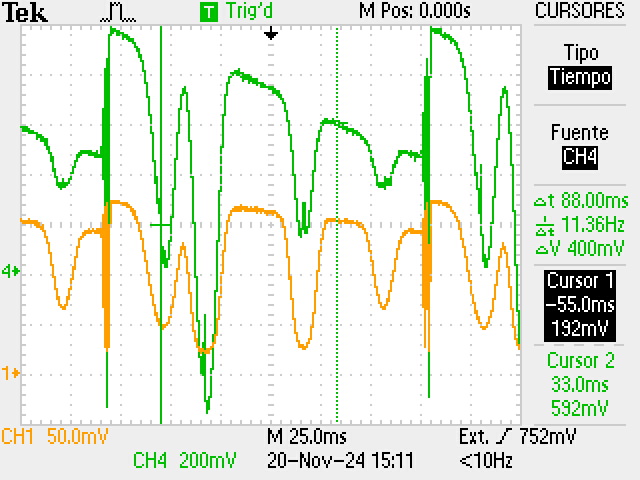 Tek T Trig'd M Pos: 0.000s CURSORES
Tipo
Tiempo
Fuente
CH4
Δt 88.00ms
1/Δt 11.36Hz
ΔV 400mV
Cursor 1
-55.0ms
192mV
Cursor 2
33.0ms
592mV
4
1
CH1 50.0mV M 25.0ms Ext. 752mV
CH4 200mV 20-Nov-24 15:11 <10Hz